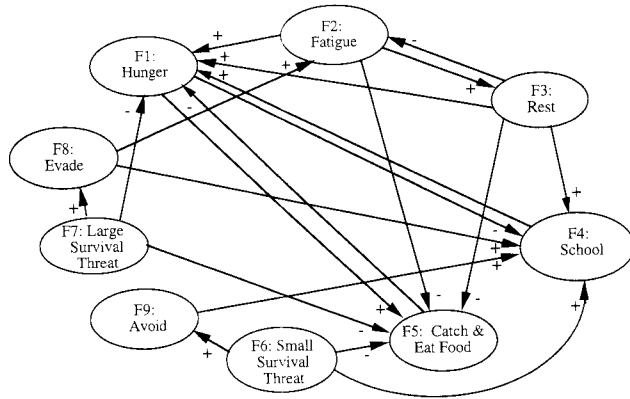 F2:
Fatigue
+
-
F1:
Hunger
+
+
+
+
F3:
Rest
-
-
F8:
Evade
+
+
F7: Large
Survival
Threat
-
+
+
F4:
School
F9:
Avoid
+
-
-
-
+
F5: Catch &
Eat Food
+
F6: Small
Survival
Threat
-